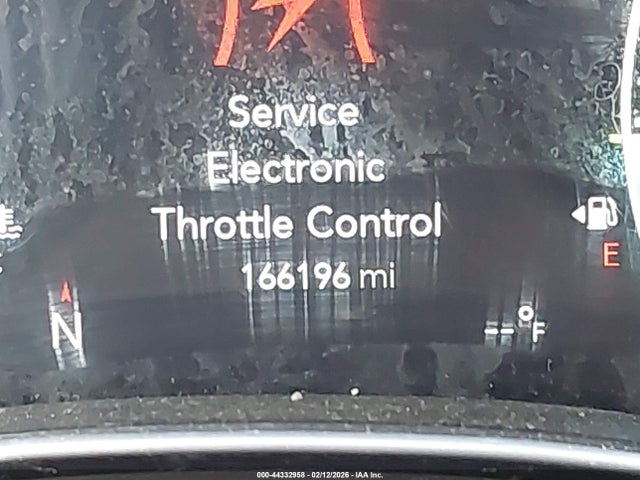 Service
Electronic
Throttle Control
166196 mi
E
N
--°F
000-44332958 - 02/12/2026 - IAA Inc.